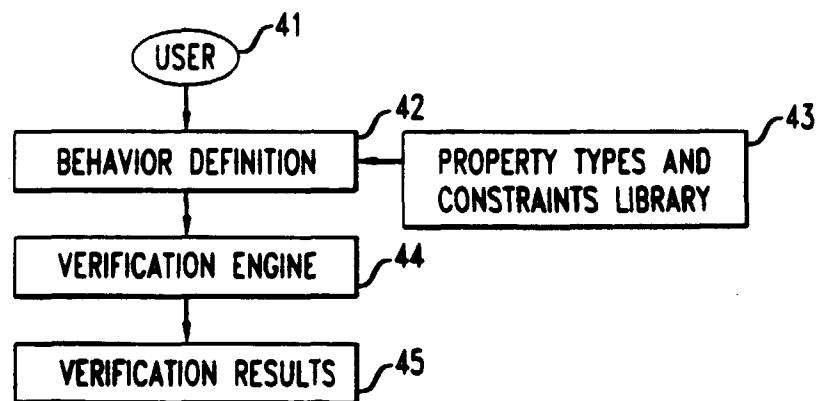 USER
41
BEHAVIOR DEFINITION
42
PROPERTY TYPES AND
CONSTRAINTS LIBRARY
43
VERIFICATION ENGINE
44
VERIFICATION RESULTS
45